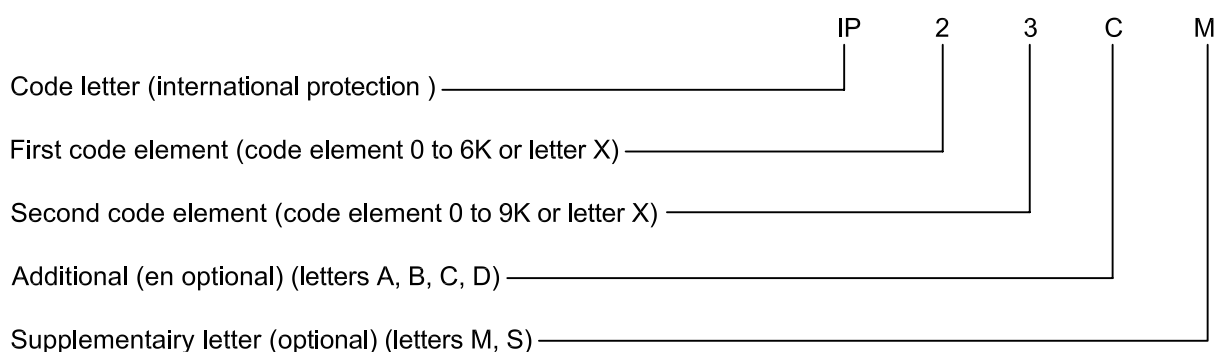 IP 2 3 C M
Code letter (international protection )
First code element (code element 0 to 6K or letter X)
Second code element (code element 0 to 9K or letter X)
Additional (en optional) (letters A, B, C, D)
Supplementairy letter (optional) (letters M, S)